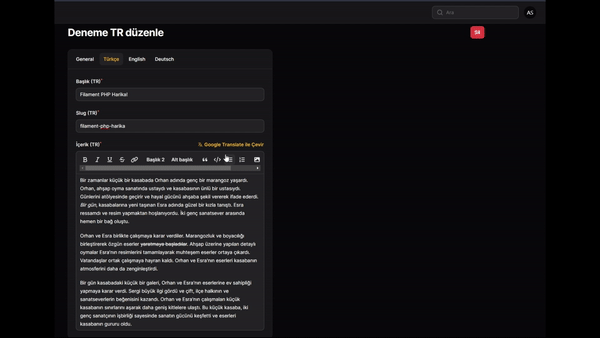 Ara
AS
Deneme TR düzenle
Sil
General Türkçe English Deutsch
Başlık (TR)*
Filament PHP Harika!
Slug (TR)*
filament-php-harika
İçerik (TR)*
Google Translate ile Çevir
B I U S Başlık 2 Alt başlık
Bir zamanlar küçük bir kasabada Orhan adında genç bir marangoz yaşardı.
Orhan, ahşap oyma sanatında ustaydı ve kasabasının ünlü bir ustasıydı.
Günlerini atölyesinde geçirir ve hayal gücünü ahşaba şekil vererek ifade ederdi.
Bir gün, kasabalarına yeni taşınan Esra adında güzel bir kızla tanıştı. Esra
ressamdı ve resim yapmaktan hoşlanıyordu. İki genç sanatsever arasında
hemen bir bağ oluştu.
Orhan ve Esra birlikte çalışmaya karar verdiler. Marangozluk ve boyacılığı
birleştirerek özgün eserler yaratmaya başladılar. Ahşap üzerine yapılan detaylı
oymalar Esra'nın resimlerini tamamlayarak muhteşem eserler ortaya çıkardı.
Vatandaşlar ortak çalışmaya hayran kaldı. Orhan ve Esra'nın eserleri kasabanın
atmosferini daha da zenginleştirdi.
Bir gün kasabadaki küçük bir galeri, Orhan ve Esra'nın eserlerine ev sahipliği
yapmaya karar verdi. Sergi büyük ilgi gördü ve çift, ilçe halkının ve
sanatseverlerin beğenisini kazandı. Orhan ve Esra'nın çalışmaları küçük
kasabanın sınırlarını aşarak daha geniş kitlelere ulaştı. Bu küçük kasaba, iki
genç sanatçının işbirliği sayesinde sanatın gücünü keşfetti ve eserleri
kasabanın gururu oldu.